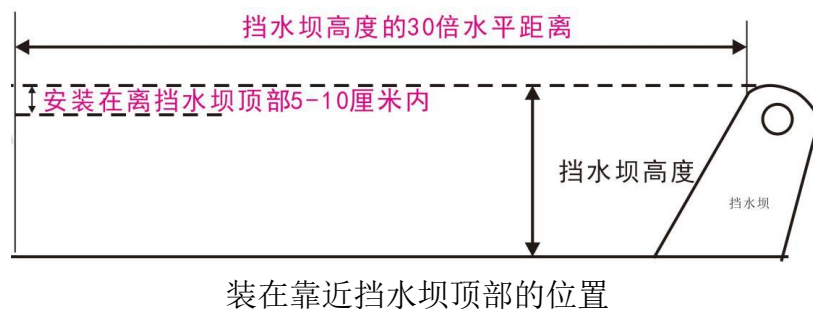 挡水坝高度的30倍水平距离
安装在离挡水坝顶部5-10厘米内
挡水坝高度
挡水坝
装在靠近挡水坝顶部的位置